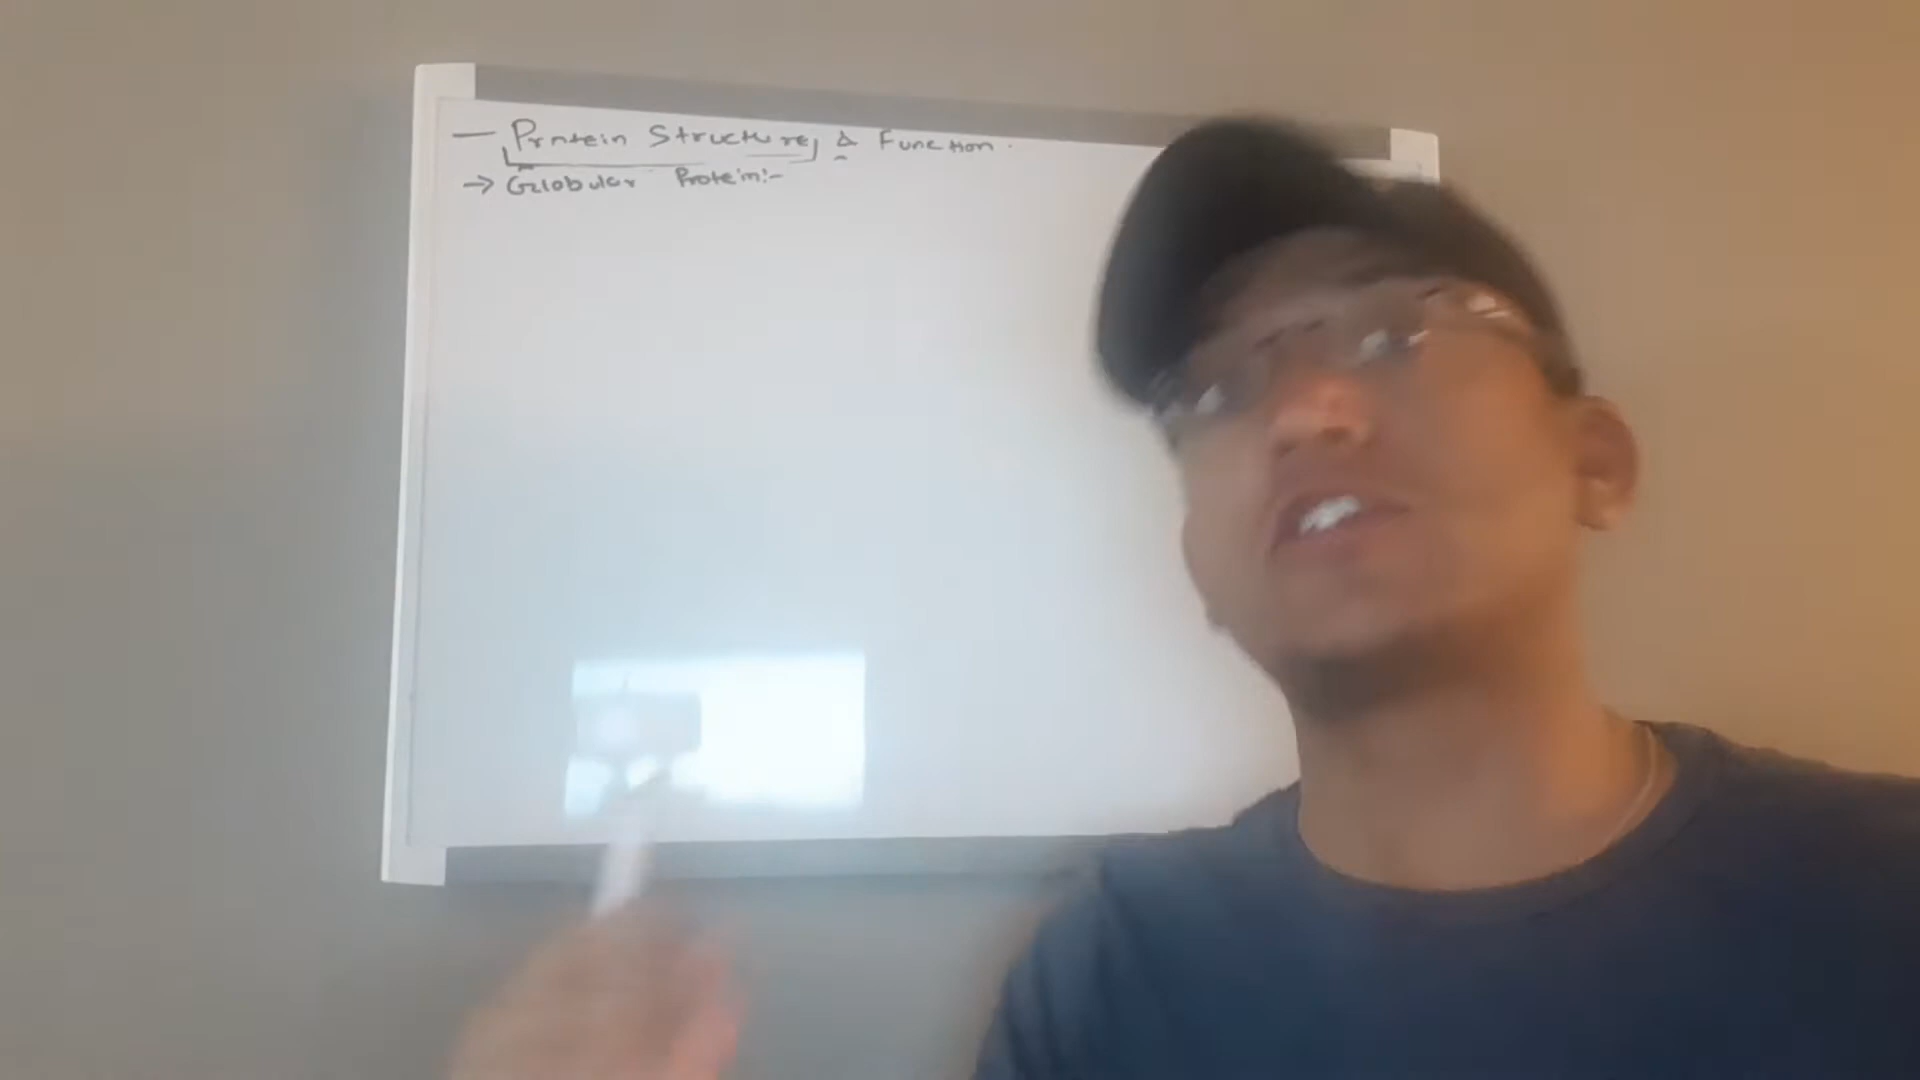 — Protein Structure & Function.
→ Globular Protein:-